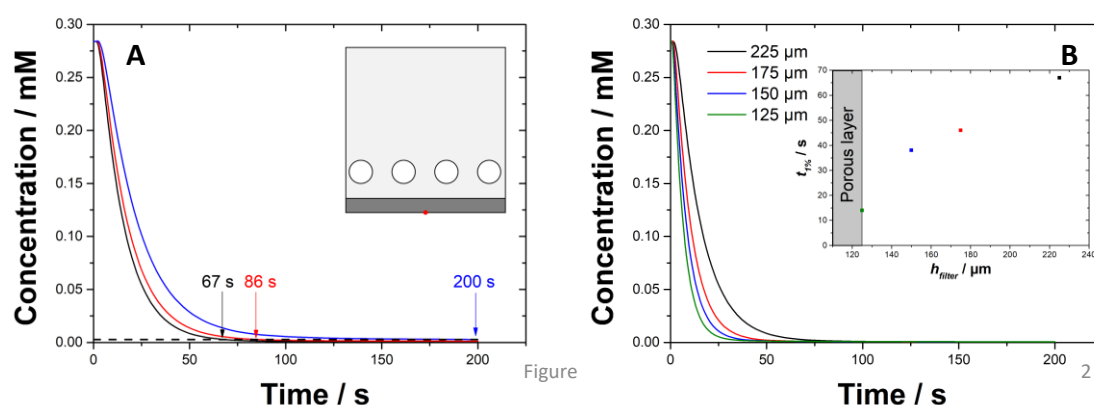 A
Concentration / mM
0.30
0.25
0.20
0.15
0.10
0.05
0.00
67 s
86 s
200 s
0
50
100
150
200
Time / s
B
Concentration / mM
0.30
0.25
0.20
0.15
0.10
0.05
0.00
225 µm
175 µm
150 µm
125 µm
t1% / s
70
60
50
40
30
20
10
0
Porous layer
120
140
160
180
200
220
240
hfilter / µm
0
50
100
150
200
Time / s
Figure
2